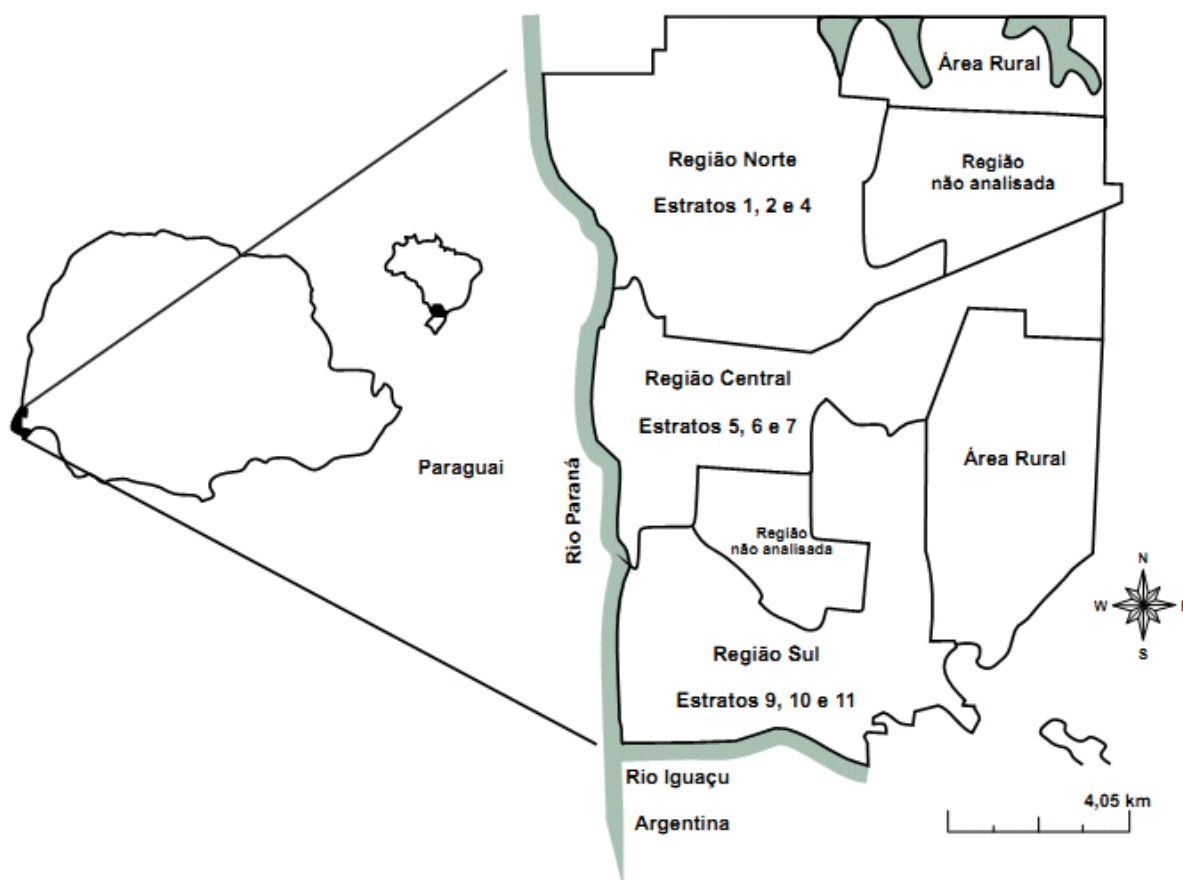 Área Rural
Região Norte
Estratos 1, 2 e 4
Região
não analisada
Região Central
Estratos 5, 6 e 7
Paraguai
Rio Paraná
Área Rural
Região
não analisada
N
W
E
S
Região Sul
Estratos 9, 10 e 11
Rio Iguaçu
Argentina
4,05 km